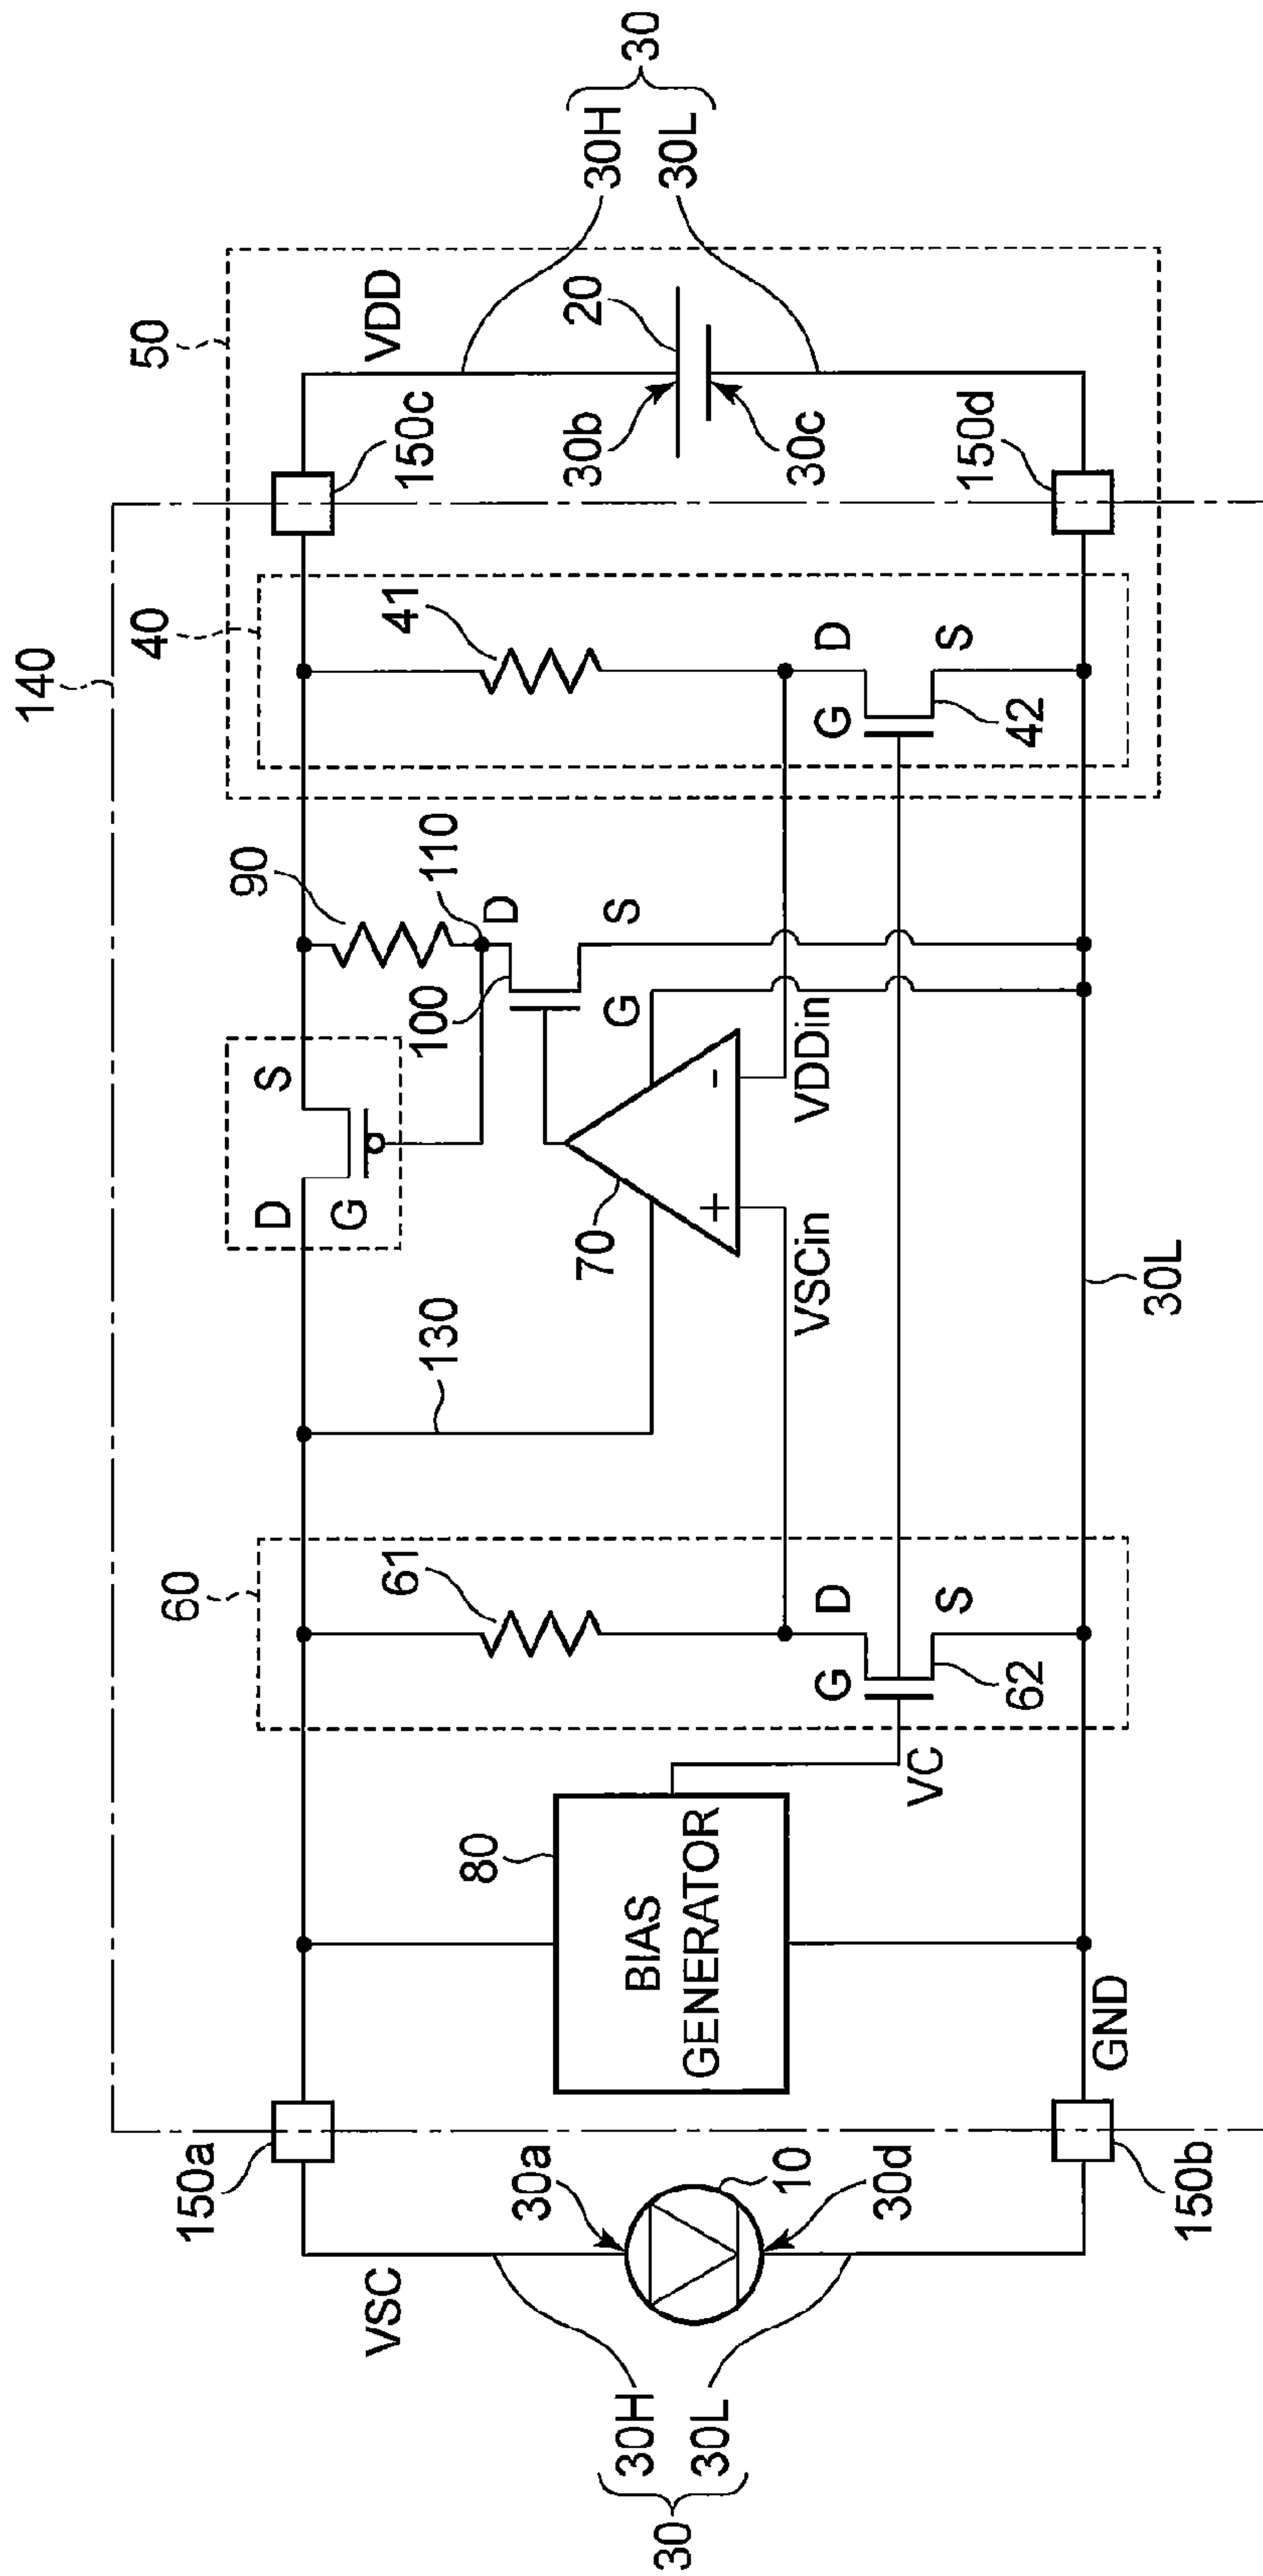 140
50
40
60
30
30H
30L
VDD
20
30b
30c
150c
150d
41
D
G
S
42
90
110
D
100
G
S
S
D
G
70
+
-
VSCin
VDDin
130
30L
61
D
G
S
62
80
BIAS
GENERATOR
VC
GND
150a
150b
VSC
30a
10
30d
30H
30L
30